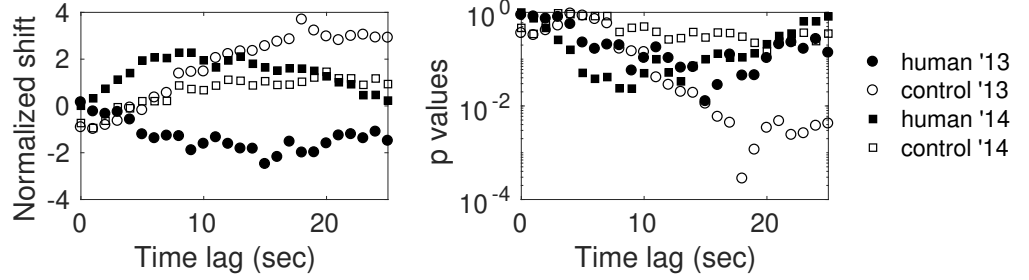 Normalized shift
4
2
0
-2
-4
0
10
20
Time lag (sec)
p values
10^0
10^-2
10^-4
0
10
20
Time lag (sec)
human '13
control '13
human '14
control '14